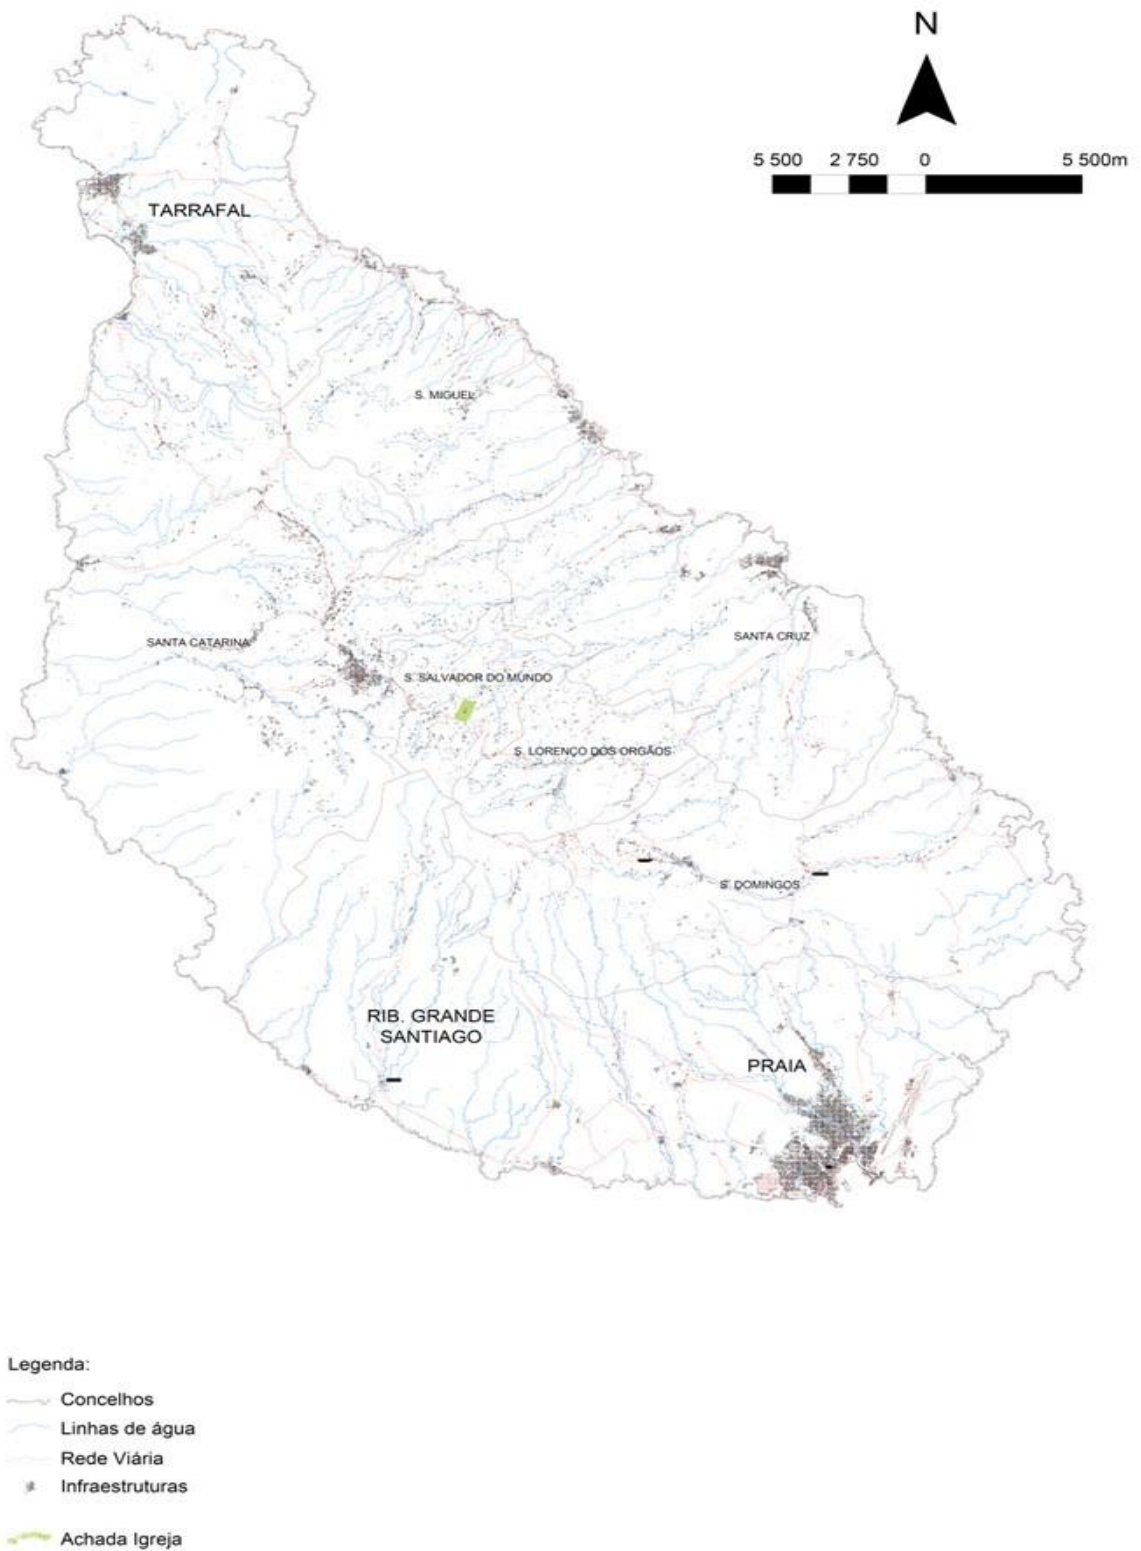 N
5 500 2 750 0 5 500m
TARRAFAL
S. MIGUEL
SANTA CATARINA
SANTA CRUZ
S. SALVADOR DO MUNDO
S. LORENÇO DOS ORGÃOS
S. DOMINGOS
RIB. GRANDE
SANTIAGO
PRAIA
Legenda:
Concelhos
Linhas de água
Rede Viária
Infraestruturas
Achada Igreja